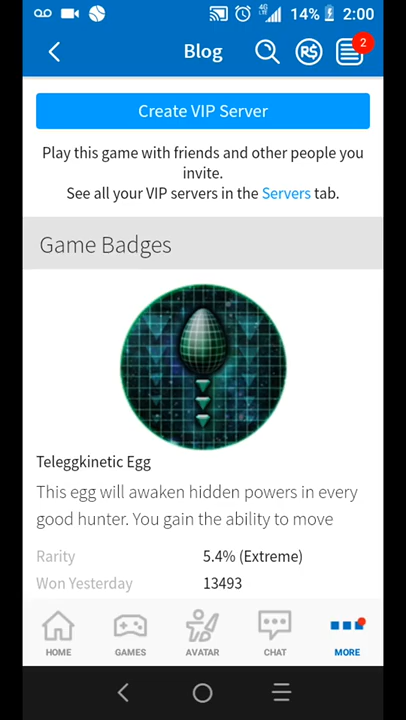 4G
LTE
14%
2:00
Blog
R$
2
Create VIP Server
Play this game with friends and other people you
invite.
See all your VIP servers in the Servers tab.
Game Badges
Teleggkinetic Egg
This egg will awaken hidden powers in every
good hunter. You gain the ability to move
Rarity 5.4% (Extreme)
Won Yesterday 13493
HOME GAMES AVATAR CHAT MORE